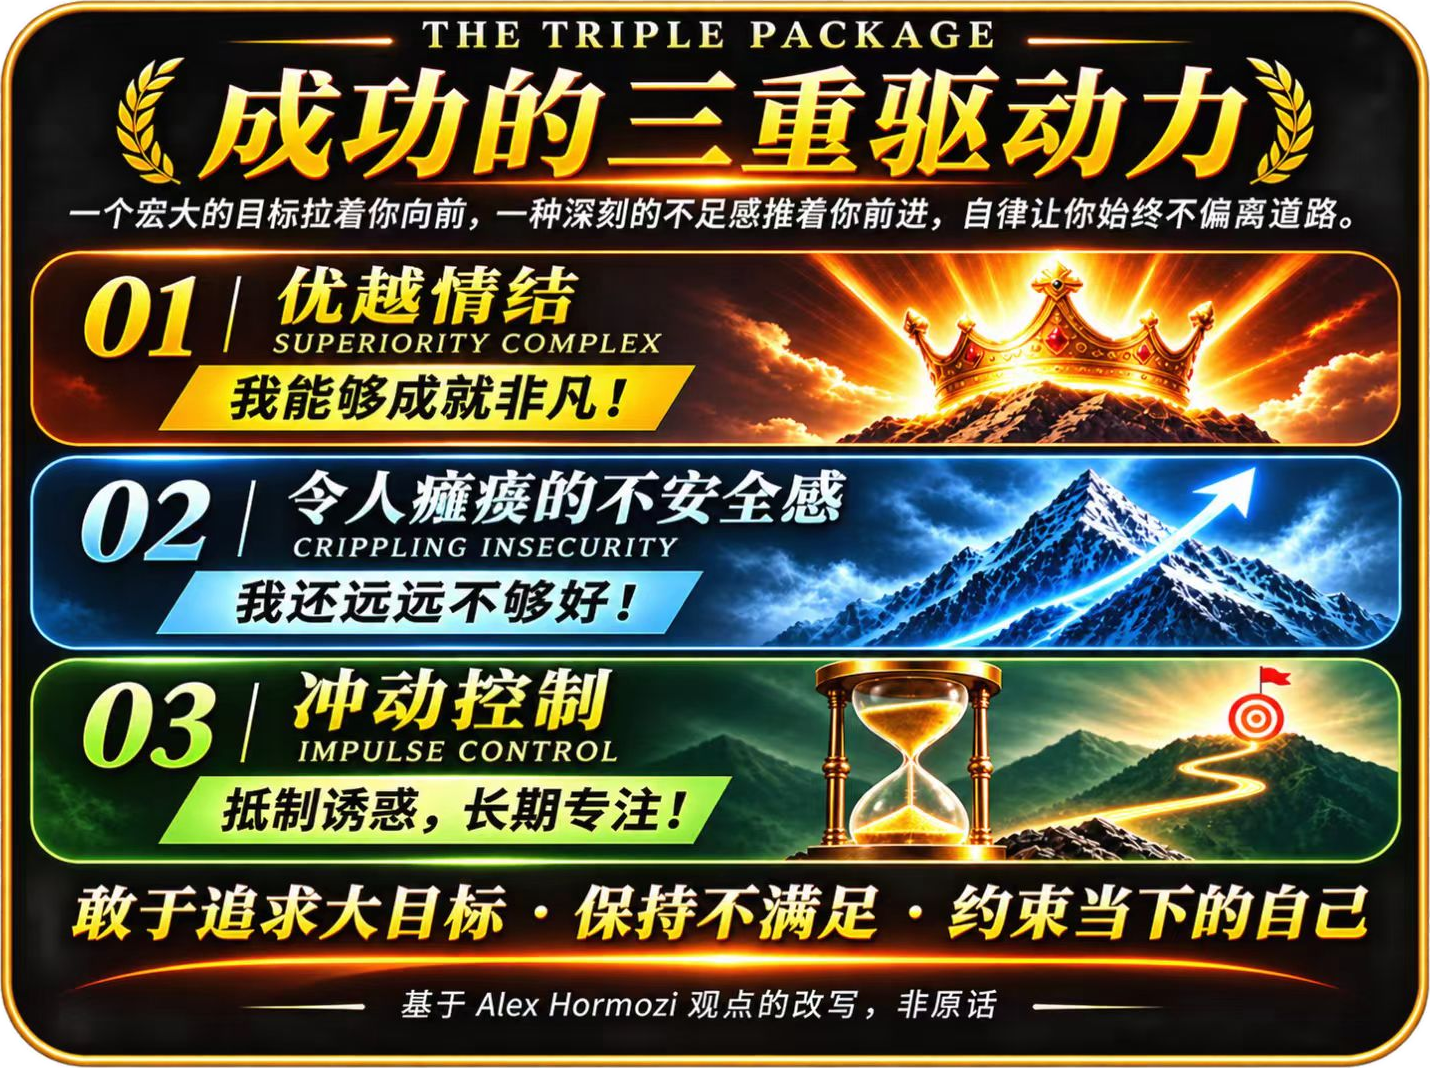 THE TRIPLE PACKAGE
成功的三重驱动力
一个宏大的目标拉着你向前，一种深刻的不足感推着你前进，自律让你始终不偏离道路。
01
优越情结
SUPERIORITY COMPLEX
我能够成就非凡！
02
令人瘫痪的不安全感
CRIPPLING INSECURITY
我还远远不够好！
03
冲动控制
IMPULSE CONTROL
抵制诱惑，长期专注！
敢于追求大目标 · 保持不满足 · 约束当下的自己
基于 Alex Hormozi 观点的改写，非原话